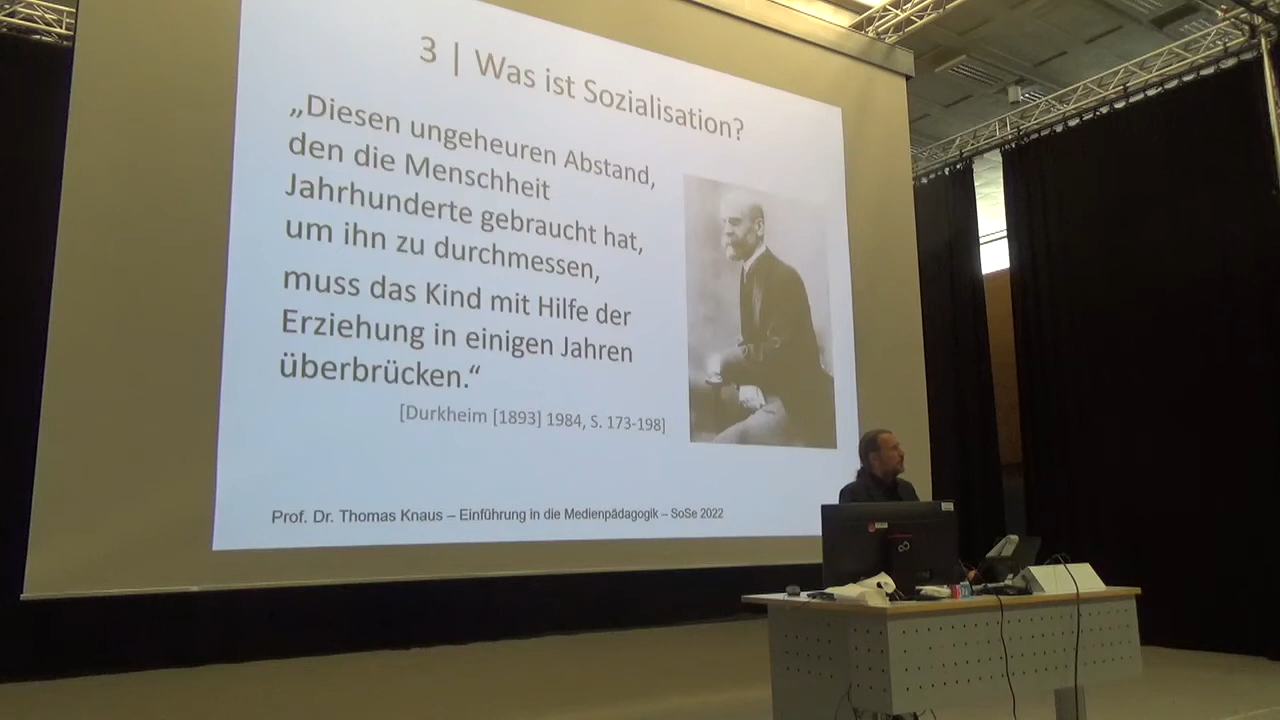 3 | Was ist Sozialisation?
„Diesen ungeheuren Abstand,
den die Menschheit
Jahrhunderte gebraucht hat,
um ihn zu durchmessen,
muss das Kind mit Hilfe der
Erziehung in einigen Jahren
überbrücken.“
[Durkheim [1893] 1984, S. 173-198]
Prof. Dr. Thomas Knaus – Einführung in die Medienpädagogik – SoSe 2022